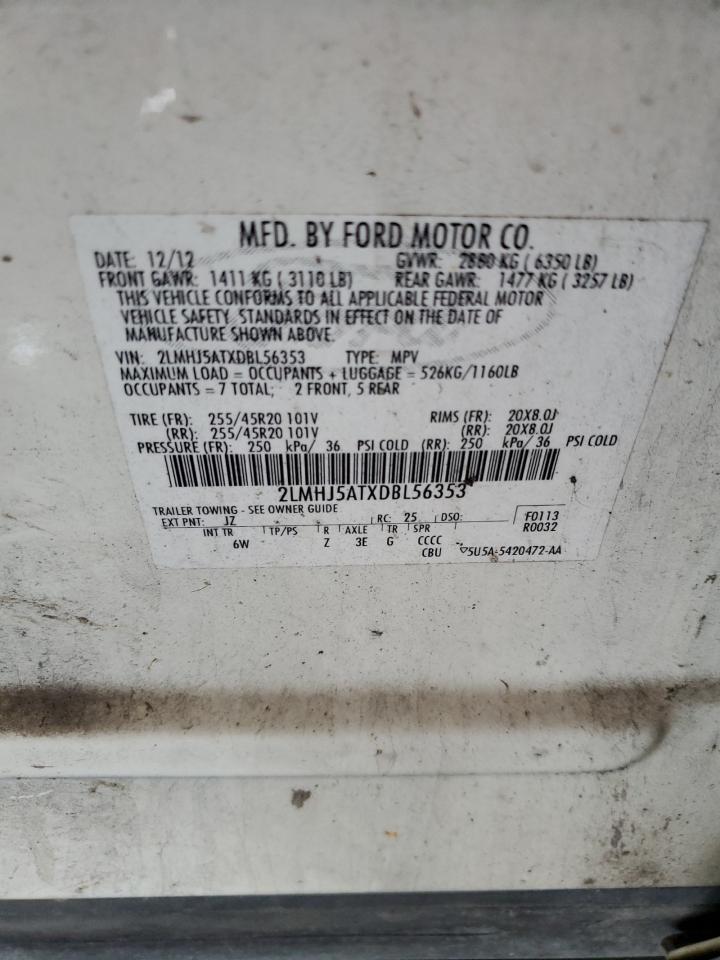 MFD. BY FORD MOTOR CO.
DATE: 12/12 GVWR: 2880 KG ( 6350 LB)
FRONT GAWR: 1411 KG ( 3110 LB) REAR GAWR: 1477 KG ( 3257 LB)
THIS VEHICLE CONFORMS TO ALL APPLICABLE FEDERAL MOTOR
VEHICLE SAFETY STANDARDS IN EFFECT ON THE DATE OF
MANUFACTURE SHOWN ABOVE.
VIN: 2LMHJ5ATXDBL56353 TYPE: MPV
MAXIMUM LOAD = OCCUPANTS + LUGGAGE = 526KG/1160LB
OCCUPANTS = 7 TOTAL; 2 FRONT, 5 REAR
TIRE (FR): 255/45R20 101V RIMS (FR): 20X8.0J
(RR): 255/45R20 101V (RR): 20X8.0J
PRESSURE (FR): 250 kPa/ 36 PSI COLD (RR): 250 kPa/ 36 PSI COLD
2LMHJ5ATXDBL56353
TRAILER TOWING - SEE OWNER GUIDE
EXT PNT: JZ RC: 25 DSO: F0113
INT TR TP/PS R AXLE TR SPR R0032
6W Z 3E G CCCC
CBU ▽5U5A-5420472-AA